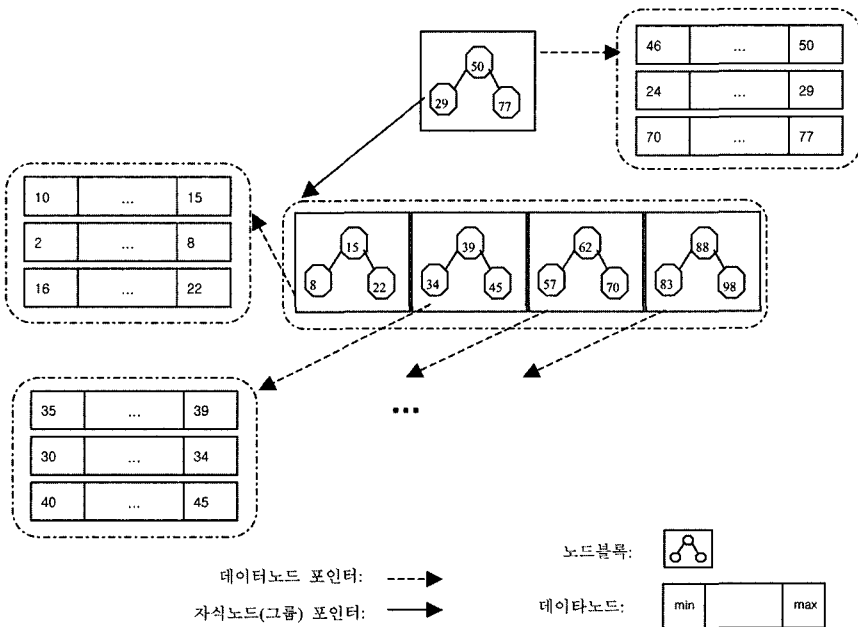 50
29
77
46 ... 50
24 ... 29
70 ... 77
10 ... 15
2 ... 8
16 ... 22
15
8
22
39
34
45
62
57
70
88
83
98
35 ... 39
30 ... 34
40 ... 45
...
데이터노드 포인터:
자식노드(그룹) 포인터:
노드블록:
데이타노드:
min
max